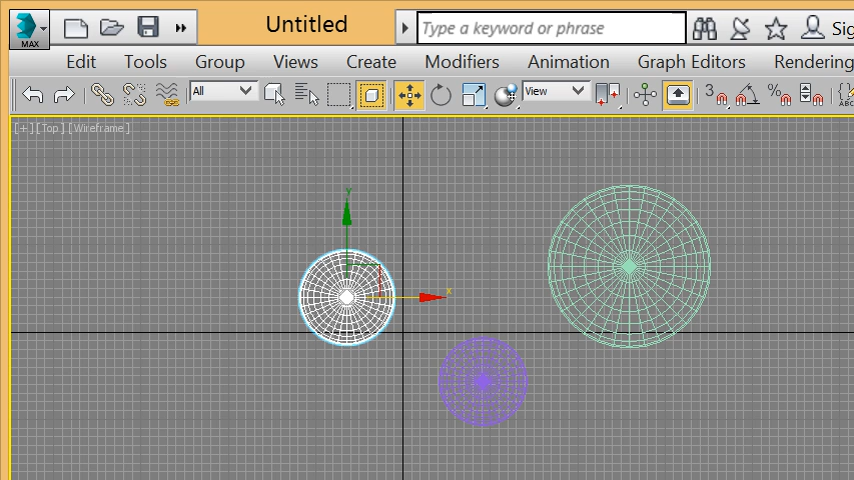 MAX
Untitled
Type a keyword or phrase
Sig
Edit Tools Group Views Create Modifiers Animation Graph Editors Rendering
All
View
3
%
ABC
[+][Top][Wireframe]
y
x